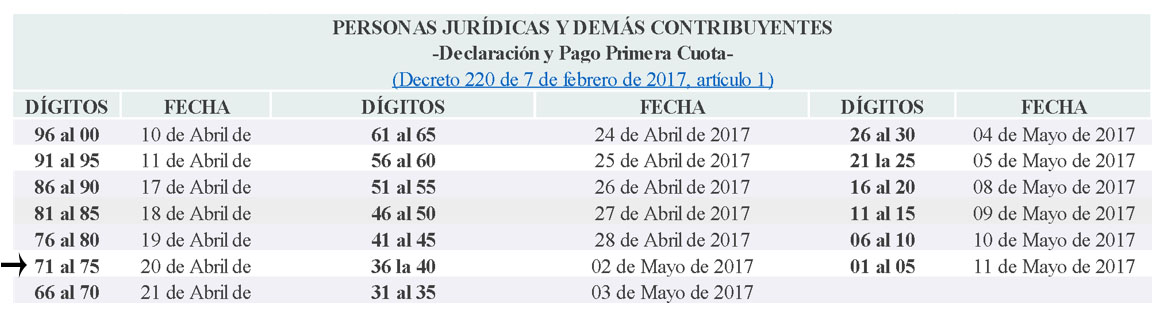 PERSONAS JURÍDICAS Y DEMÁS CONTRIBUYENTES
-Declaración y Pago Primera Cuota-
(Decreto 220 de 7 de febrero de 2017, artículo 1)
DÍGITOS FECHA DÍGITOS FECHA DÍGITOS FECHA
96 al 00 10 de Abril de 61 al 65 24 de Abril de 2017 26 al 30 04 de Mayo de 2017
91 al 95 11 de Abril de 56 al 60 25 de Abril de 2017 21 la 25 05 de Mayo de 2017
86 al 90 17 de Abril de 51 al 55 26 de Abril de 2017 16 al 20 08 de Mayo de 2017
81 al 85 18 de Abril de 46 al 50 27 de Abril de 2017 11 al 15 09 de Mayo de 2017
76 al 80 19 de Abril de 41 al 45 28 de Abril de 2017 06 al 10 10 de Mayo de 2017
71 al 75 20 de Abril de 36 la 40 02 de Mayo de 2017 01 al 05 11 de Mayo de 2017
66 al 70 21 de Abril de 31 al 35 03 de Mayo de 2017